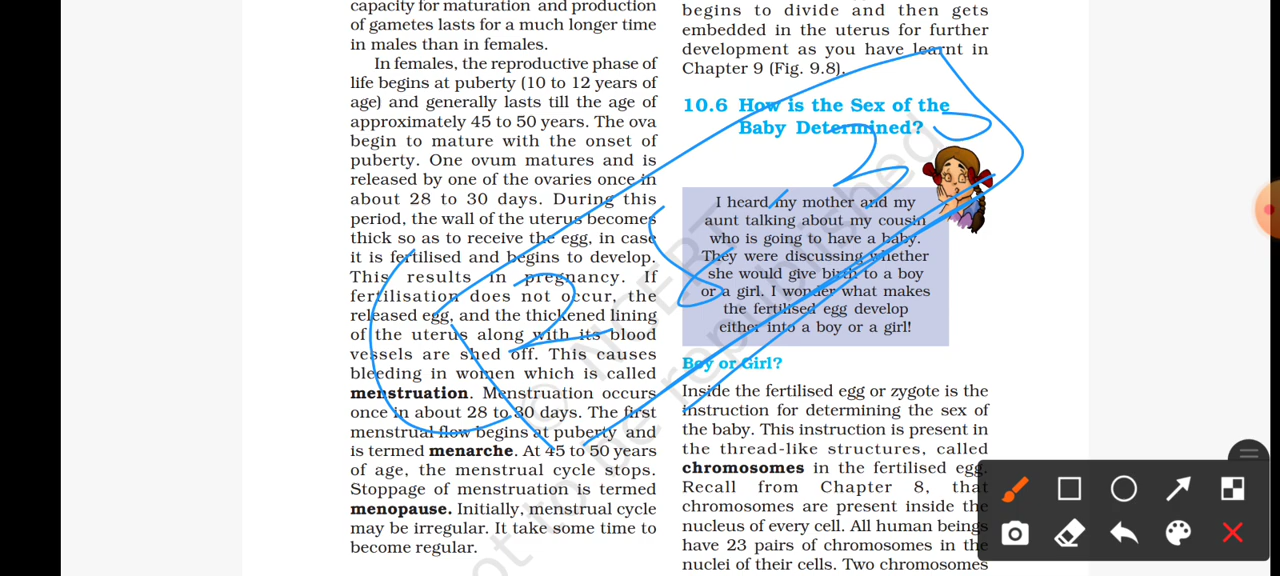 capacity for maturation and production
of gametes lasts for a much longer time
in males than in females.
In females, the reproductive phase of
life begins at puberty (10 to 12 years of
age) and generally lasts till the age of
approximately 45 to 50 years. The ova
begin to mature with the onset of
puberty. One ovum matures and is
released by one of the ovaries once in
about 28 to 30 days. During this
period, the wall of the uterus becomes
thick so as to receive the egg, in case
it is fertilised and begins to develop.
This results in pregnancy. If
fertilisation does not occur, the
released egg, and the thickened lining
of the uterus along with its blood
vessels are shed off. This causes
bleeding in women which is called
menstruation. Menstruation occurs
once in about 28 to 30 days. The first
menstrual flow begins at puberty and
is termed menarche. At 45 to 50 years
of age, the menstrual cycle stops.
Stoppage of menstruation is termed
menopause. Initially, menstrual cycle
may be irregular. It take some time to
become regular.
begins to divide and then gets
embedded in the uterus for further
development as you have learnt in
Chapter 9 (Fig. 9.8).
10.6 How is the Sex of the
Baby Determined?
I heard my mother and my
aunt talking about my cousin
who is going to have a baby.
They were discussing whether
she would give birth to a boy
or a girl. I wonder what makes
the fertilised egg develop
either into a boy or a girl!
Boy or Girl?
Inside the fertilised egg or zygote is the
instruction for determining the sex of
the baby. This instruction is present in
the thread-like structures, called
chromosomes in the fertilised egg.
Recall from Chapter 8, that
chromosomes are present inside the
nucleus of every cell. All human beings
have 23 pairs of chromosomes in the
nuclei of their cells. Two chromosomes
© NCERT
not to be republished